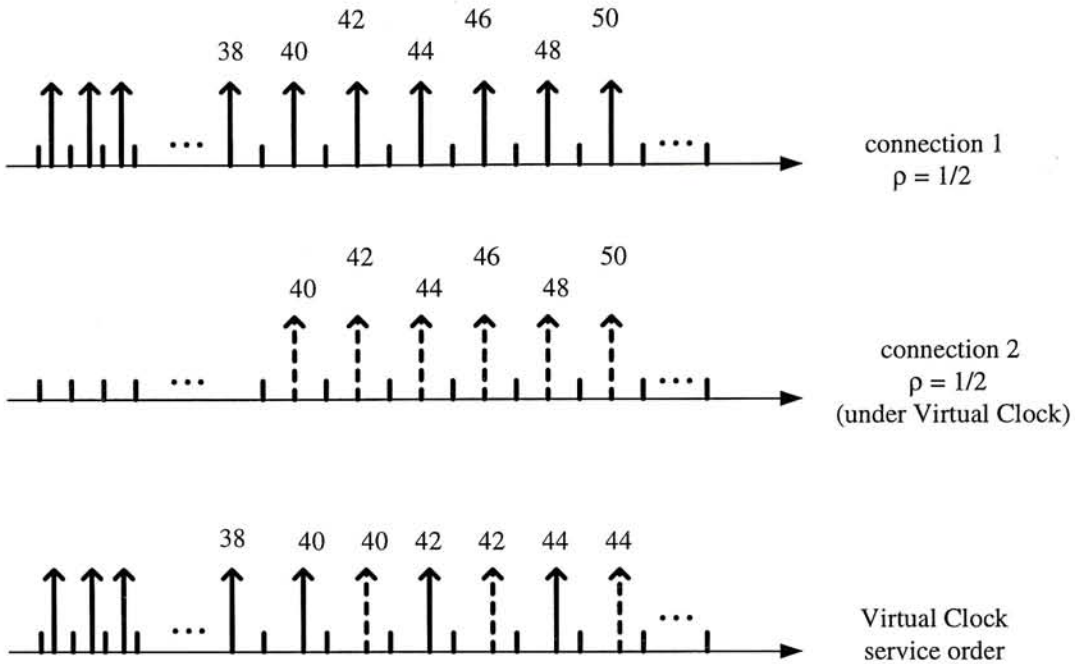 42 46 50
38 40 44 48
...
...
connection 1
ρ = 1/2
42 46 50
40 44 48
...
...
connection 2
ρ = 1/2
(under Virtual Clock)
38 40 40 42 42 44 44
...
...
Virtual Clock
service order